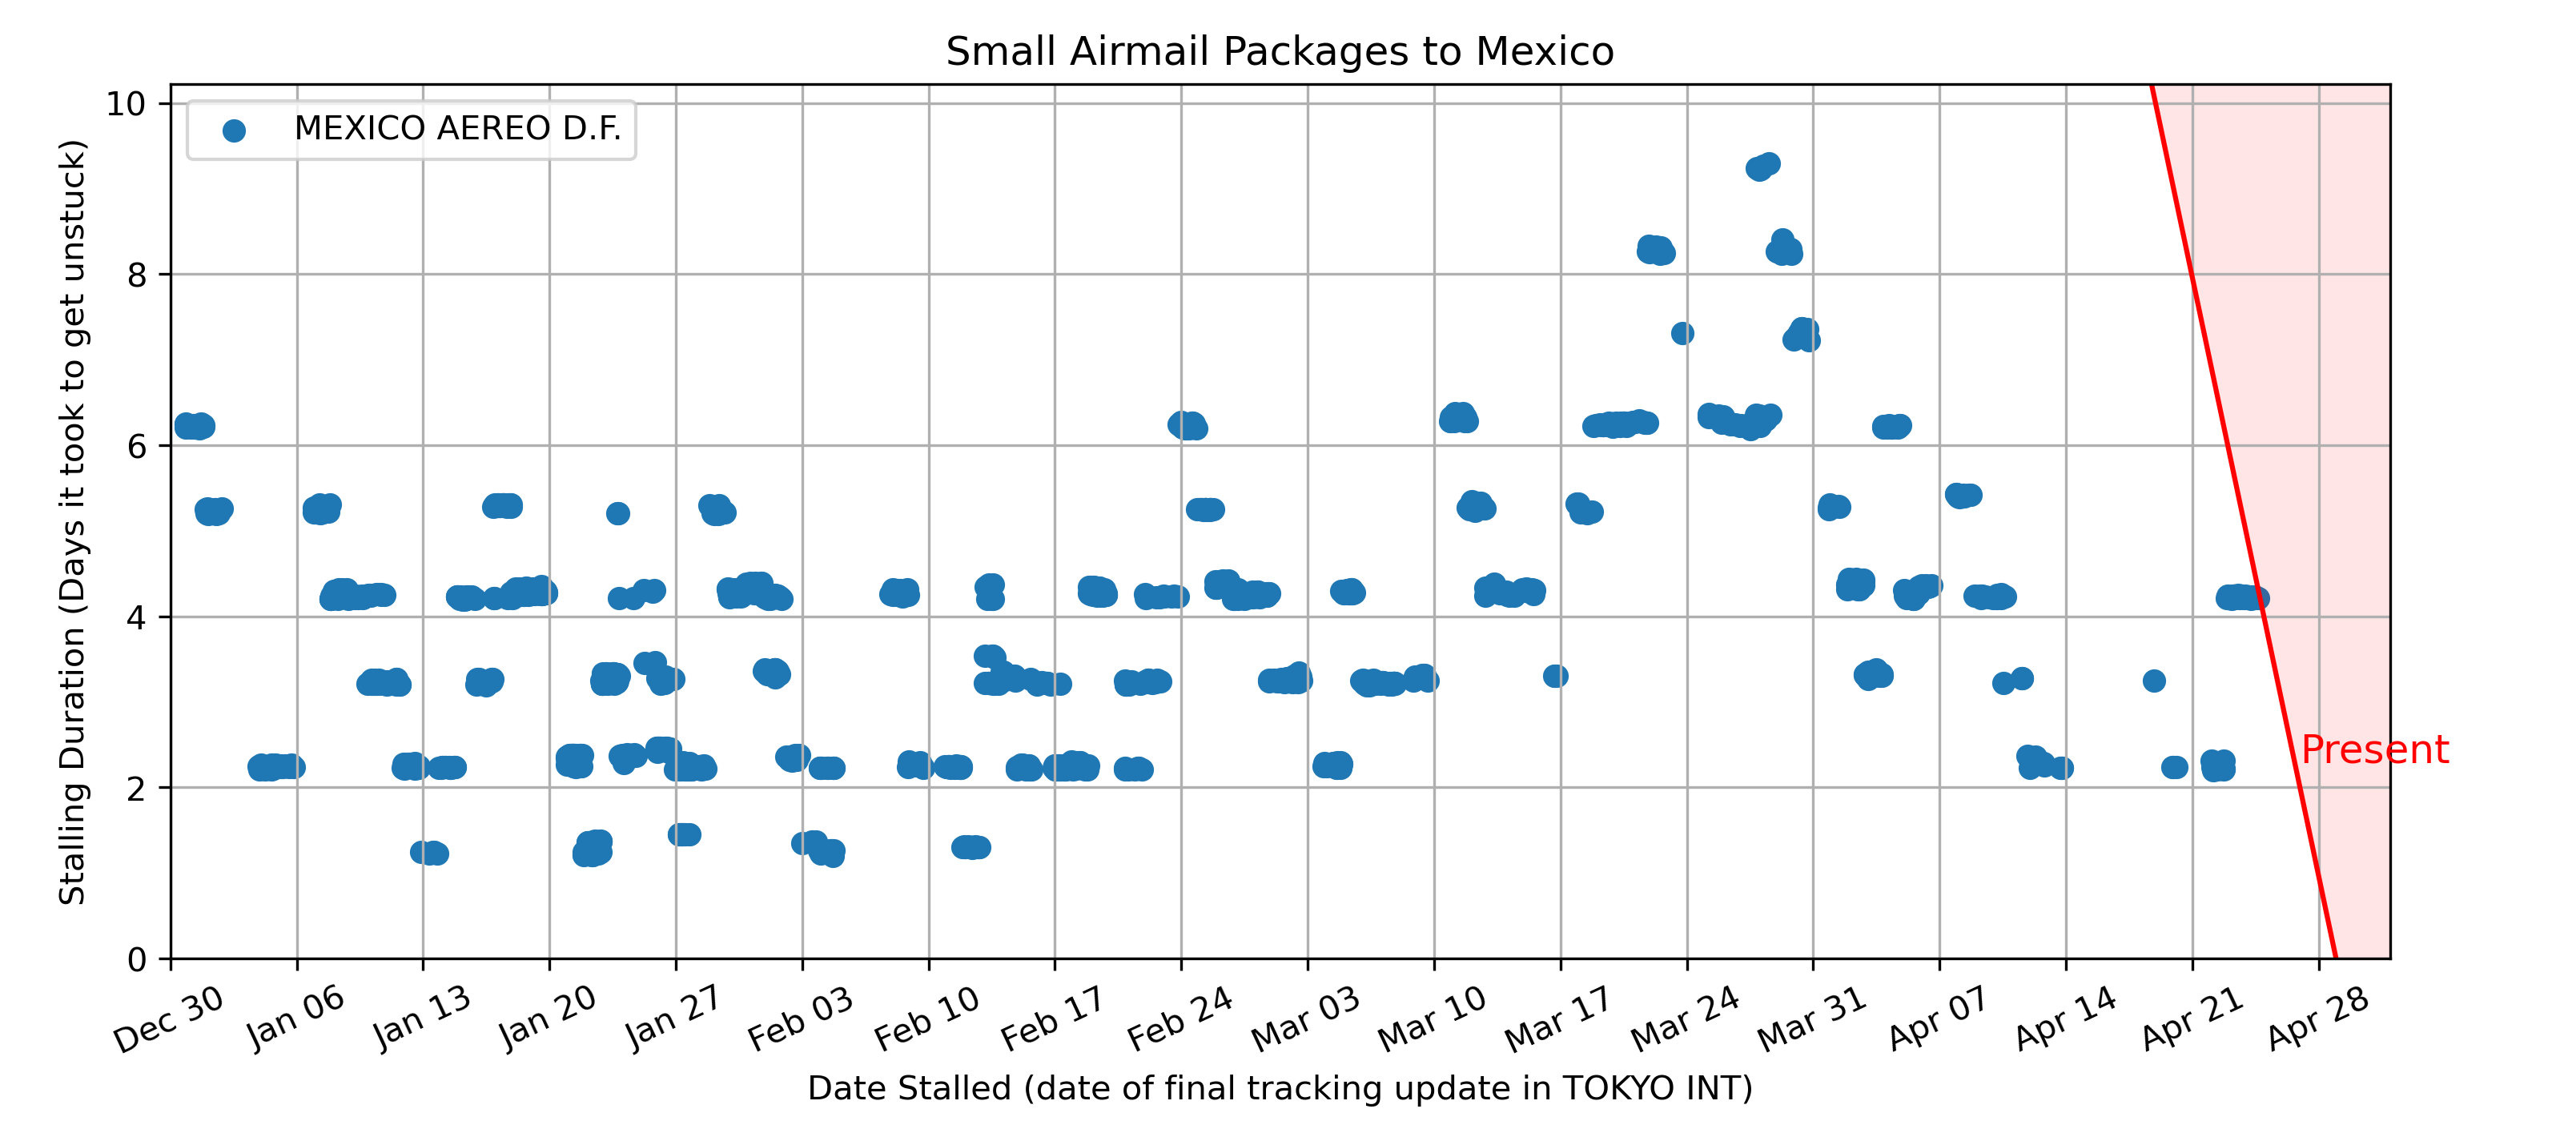 Small Airmail Packages to Mexico
MEXICO AEREO D.F.
Stalling Duration (Days it took to get unstuck)
10
8
6
4
2
0
Present
Dec 30
Jan 06
Jan 13
Jan 20
Jan 27
Feb 03
Feb 10
Feb 17
Feb 24
Mar 03
Mar 10
Mar 17
Mar 24
Mar 31
Apr 07
Apr 14
Apr 21
Apr 28
Date Stalled (date of final tracking update in TOKYO INT)